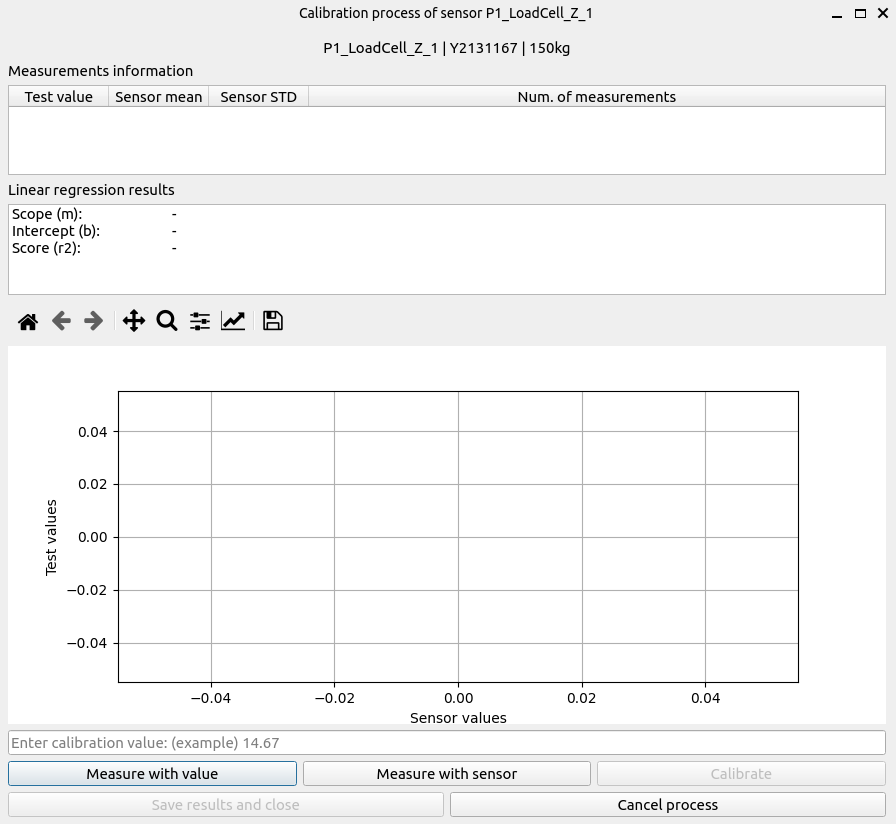 Calibration process of sensor P1_LoadCell_Z_1
P1_LoadCell_Z_1 | Y2131167 | 150kg
Measurements information
Test value Sensor mean Sensor STD Num. of measurements
Linear regression results
Scope (m): -
Intercept (b): -
Score (r2): -
0.04
0.02
0.00
−0.02
−0.04
Test values
−0.04 −0.02 0.00 0.02 0.04
Sensor values
Enter calibration value: (example) 14.67
Measure with value Measure with sensor Calibrate
Save results and close Cancel process